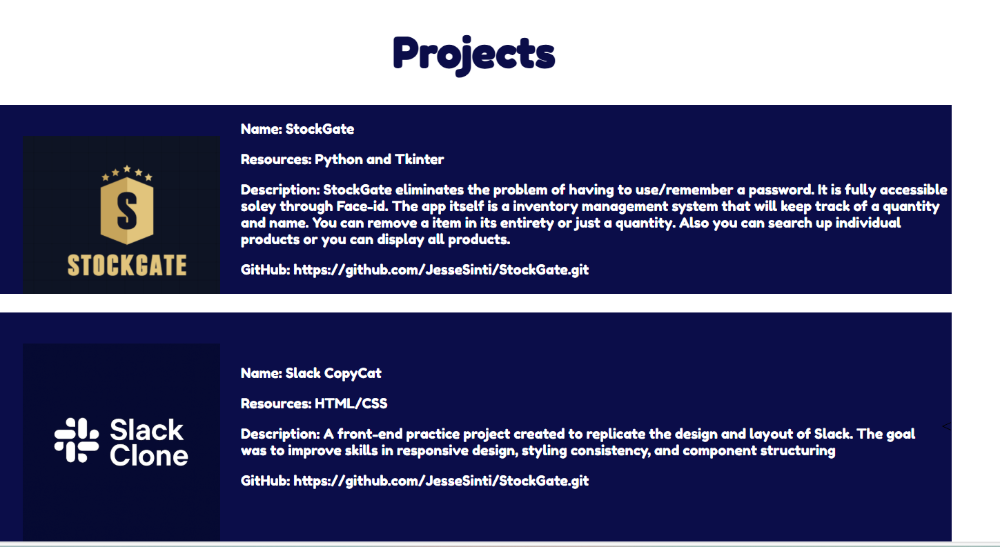 Projects
STOCKGATE
S
Name: StockGate
Resources: Python and Tkinter
Description: StockGate eliminates the problem of having to use/remember a password. It is fully accessible
soley through Face-id. The app itself is a inventory management system that will keep track of a quantity
and name. You can remove a item in its entirety or just a quantity. Also you can search up individual
products or you can display all products.
GitHub: https://github.com/JesseSinti/StockGate.git
Slack
Clone
Name: Slack CopyCat
Resources: HTML/CSS
Description: A front-end practice project created to replicate the design and layout of Slack. The goal
was to improve skills in responsive design, styling consistency, and component structuring
GitHub: https://github.com/JesseSinti/StockGate.git
<